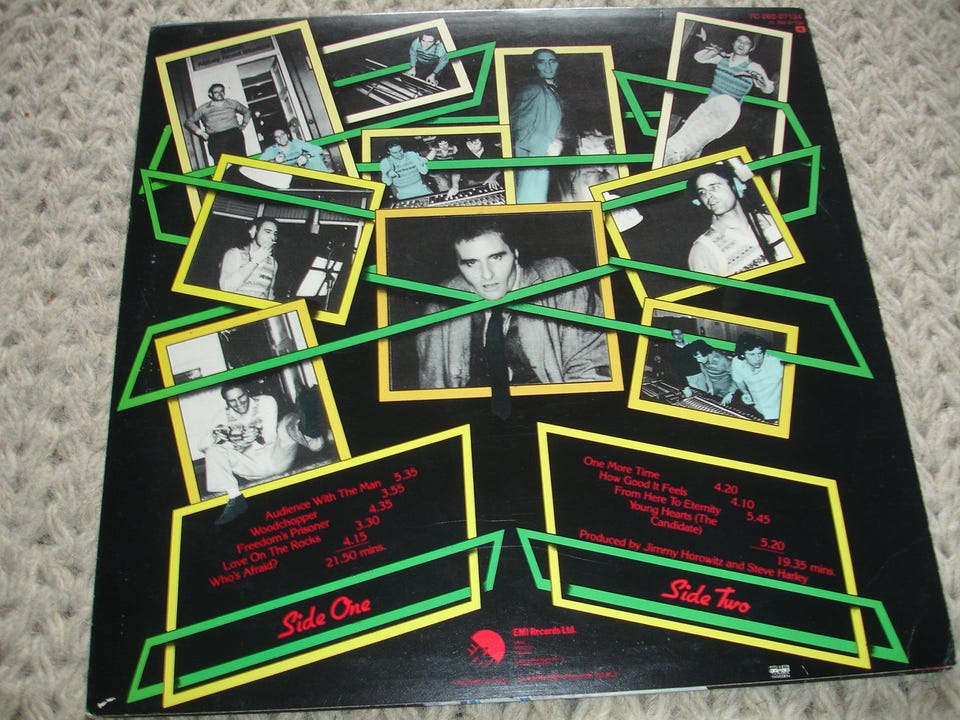 7C 062-07134
Audience With The Man 5.35
Woodchopper 3.55
Freedom's Prisoner 4.35
Love On The Rocks 3.30
Who's Afraid? 4.15
21.50 mins.
Side One
One More Time 4.20
How Good It Feels 4.10
From Here To Eternity 5.45
Young Hearts (The
Candidate) 5.20
19.35 mins.
Produced by Jimmy Horowitz and Steve Harley
Side Two
EMI Records Ltd.